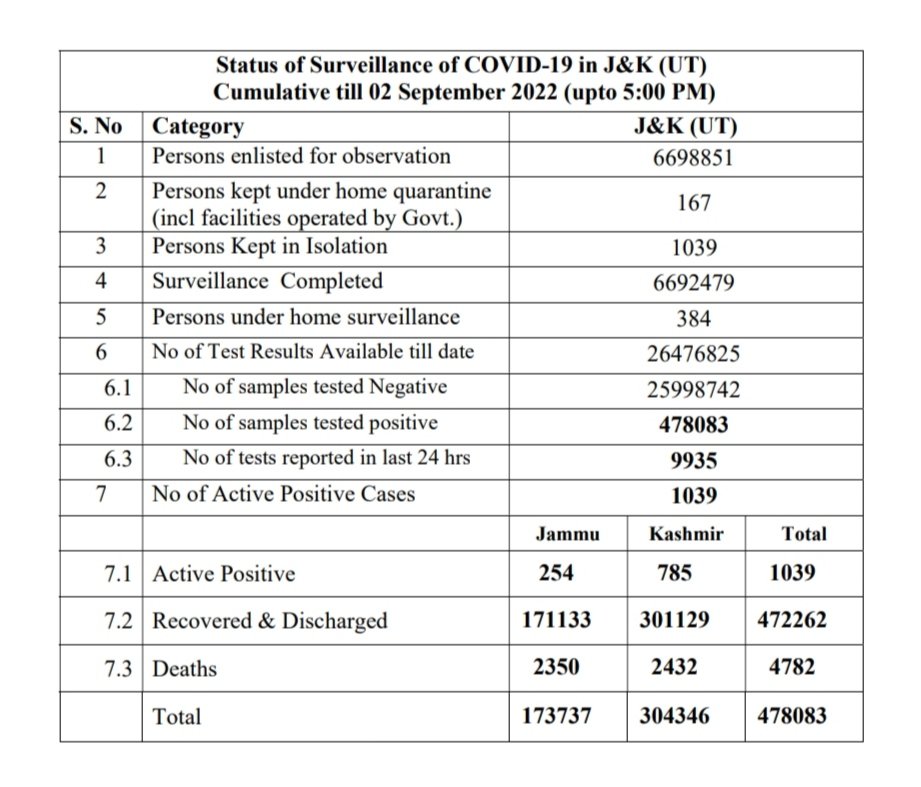 Status of Surveillance of COVID-19 in J&K (UT)
Cumulative till 02 September 2022 (upto 5:00 PM)
S. No Category J&K (UT)
1 Persons enlisted for observation 6698851
2 Persons kept under home quarantine
(incl facilities operated by Govt.) 167
3 Persons Kept in Isolation 1039
4 Surveillance Completed 6692479
5 Persons under home surveillance 384
6 No of Test Results Available till date 26476825
6.1 No of samples tested Negative 25998742
6.2 No of samples tested positive 478083
6.3 No of tests reported in last 24 hrs 9935
7 No of Active Positive Cases 1039
Jammu Kashmir Total
7.1 Active Positive 254 785 1039
7.2 Recovered & Discharged 171133 301129 472262
7.3 Deaths 2350 2432 4782
Total 173737 304346 478083